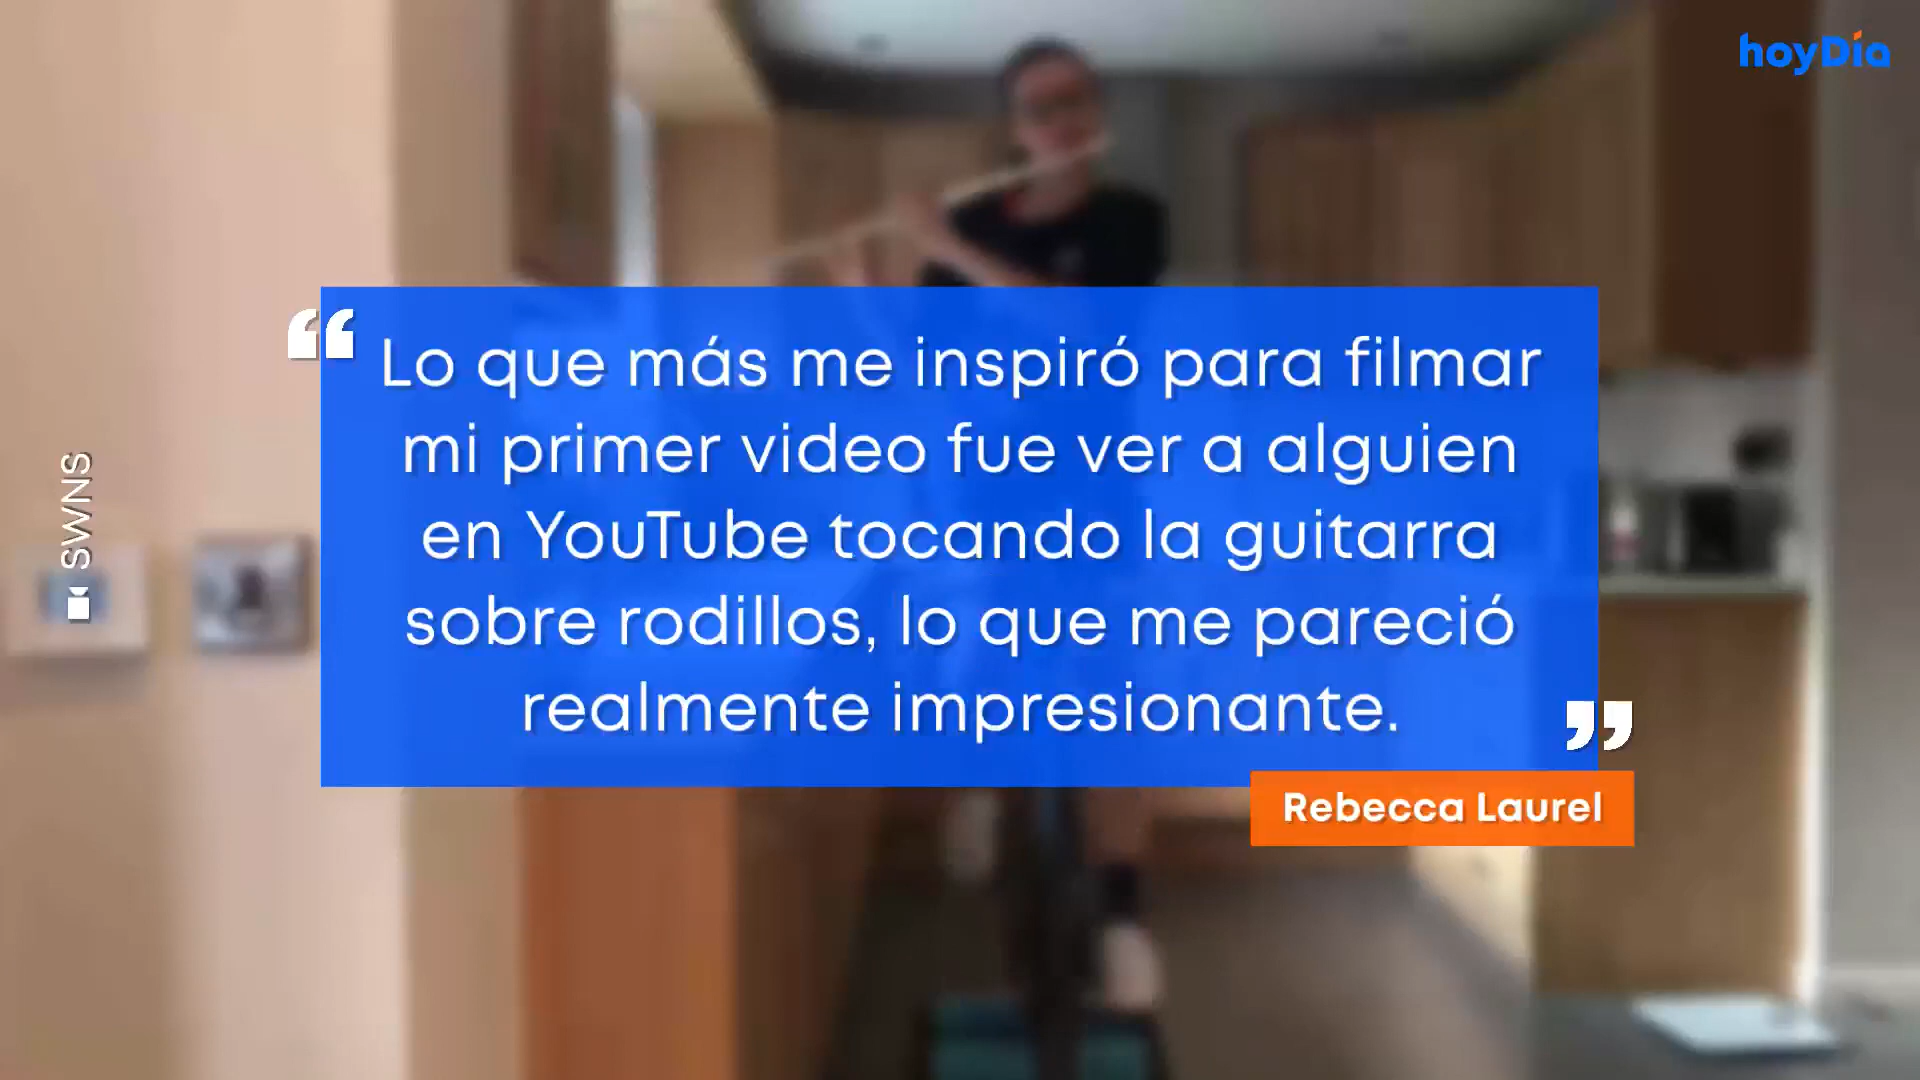 hoyDía
“ Lo que más me inspiró para filmar
mi primer video fue ver a alguien
en YouTube tocando la guitarra
sobre rodillos, lo que me pareció
realmente impresionante. ”
Rebecca Laurel
SWNS